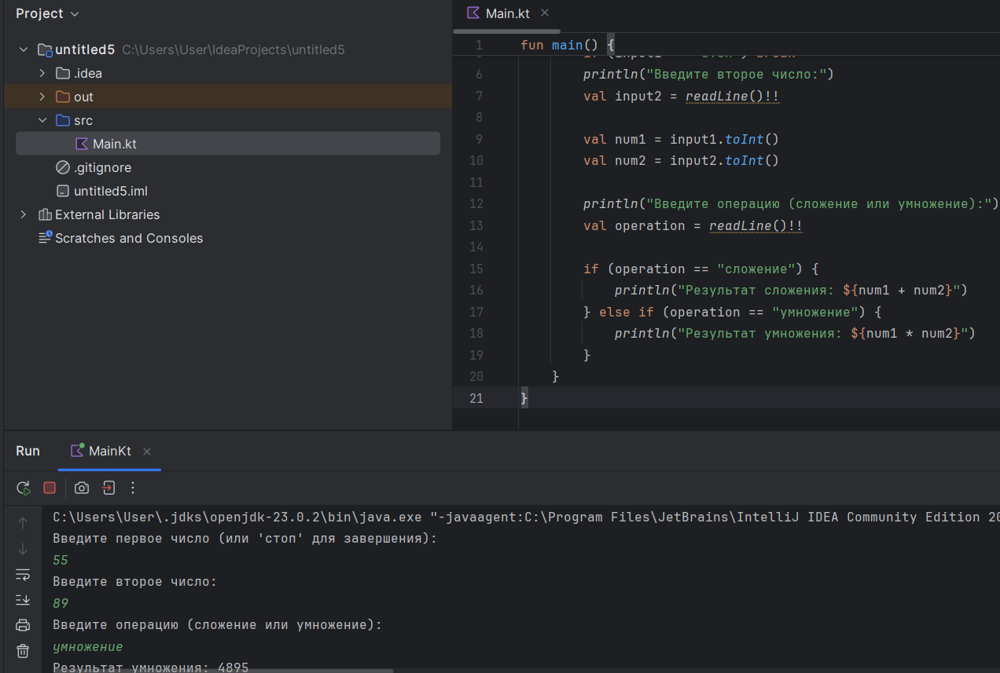 Project
untitled5 C:\Users\User\IdeaProjects\untitled5
.idea
out
src
Main.kt
.gitignore
untitled5.iml
External Libraries
Scratches and Consoles
Main.kt
1 fun main() {
6 println("Введите второе число:")
7 val input2 = readLine()!!
8
9 val num1 = input1.toInt()
10 val num2 = input2.toInt()
11
12 println("Введите операцию (сложение или умножение):")
13 val operation = readLine()!!
14
15 if (operation == "сложение") {
16 println("Результат сложения: ${num1 + num2}")
17 } else if (operation == "умножение") {
18 println("Результат умножения: ${num1 * num2}")
19 }
20 }
21 }
Run MainKt
C:\Users\User\.jdks\openjdk-23.0.2\bin\java.exe "-javaagent:C:\Program Files\JetBrains\IntelliJ IDEA Community Edition 20
Введите первое число (или 'стоп' для завершения):
55
Введите второе число:
89
Введите операцию (сложение или умножение):
умножение
Результат умножения: 4895